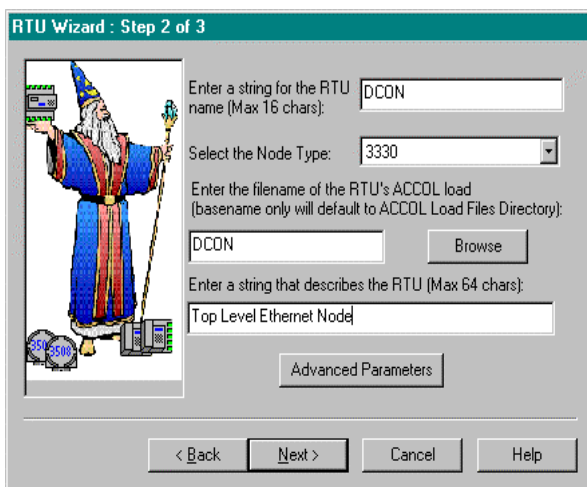 RTU Wizard : Step 2 of 3
Enter a string for the RTU
name (Max 16 chars):
DCON
Select the Node Type:
3330
Enter the filename of the RTU's ACCOL load
(basename only will default to ACCOL Load Files Directory):
DCON
Browse
Enter a string that describes the RTU (Max 64 chars):
Top Level Ethernet Node
350
3508
Advanced Parameters
< Back
Next >
Cancel
Help